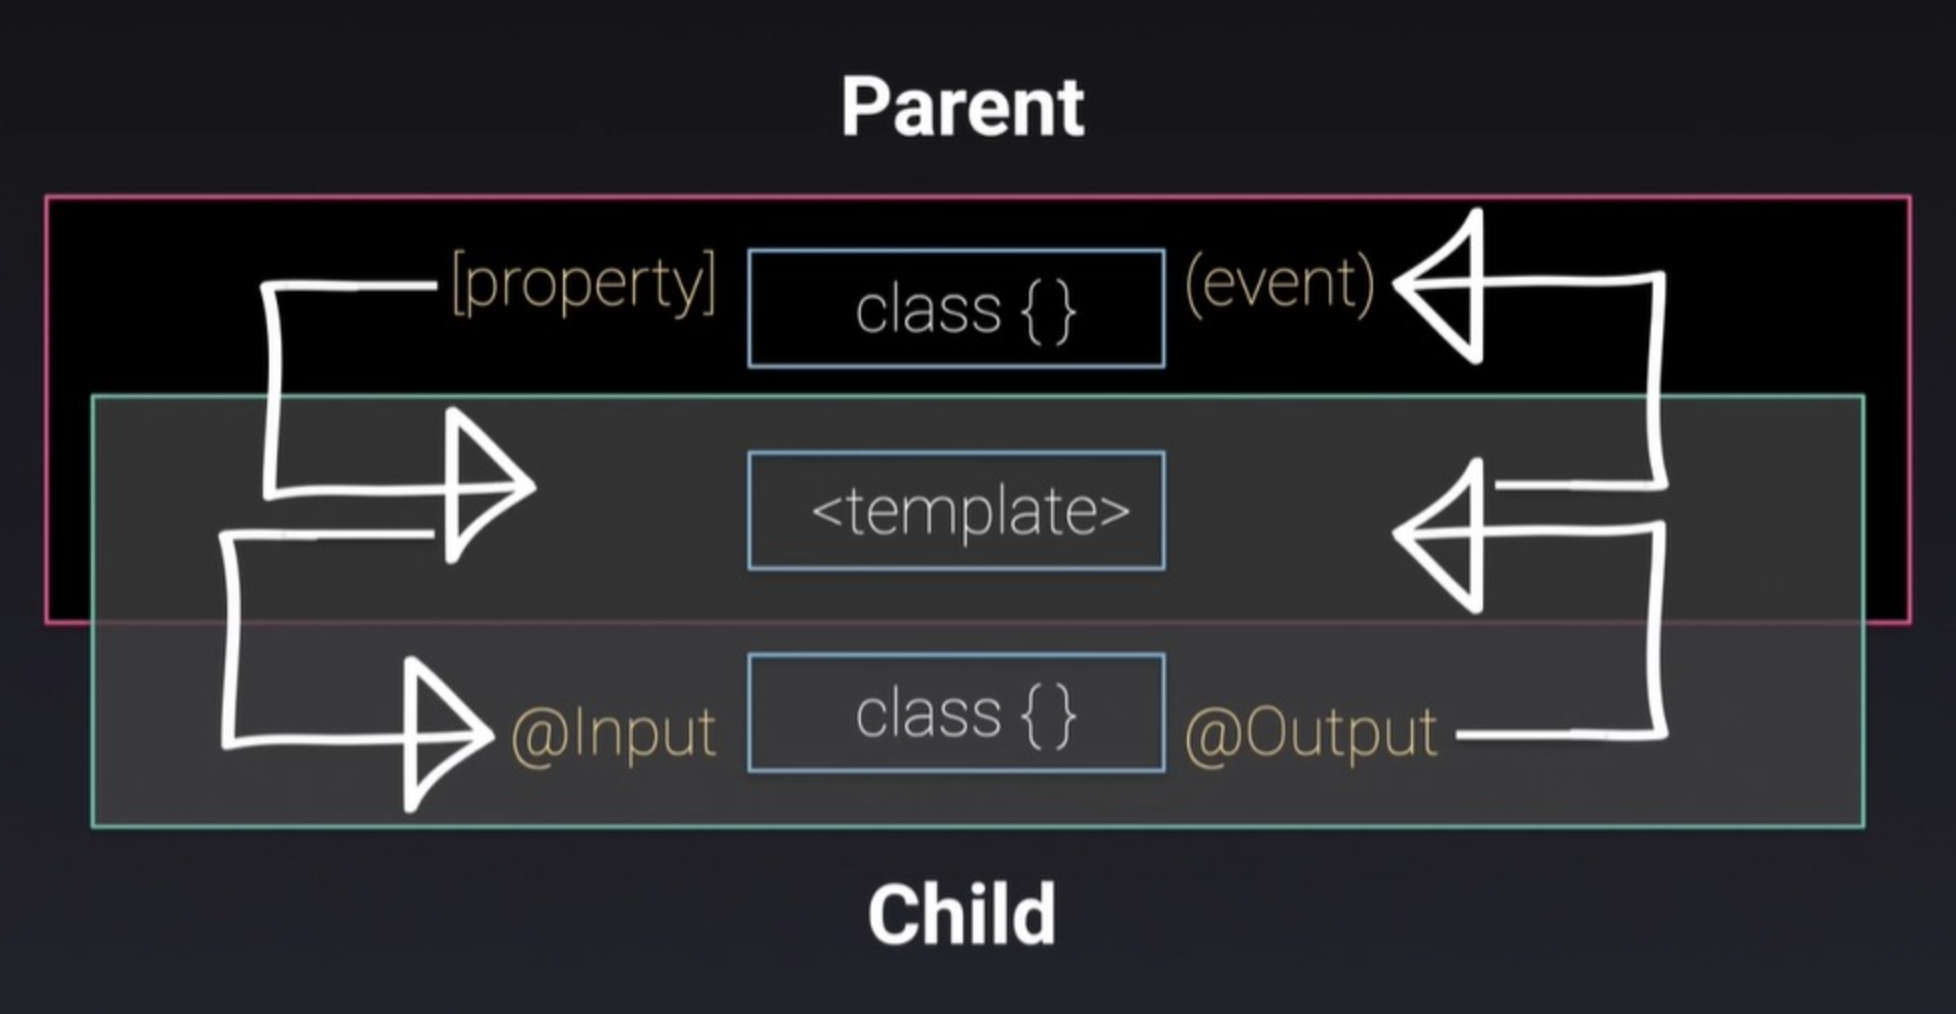 Parent
[property] class {} (event)
<template>
@Input class {} @Output
Child